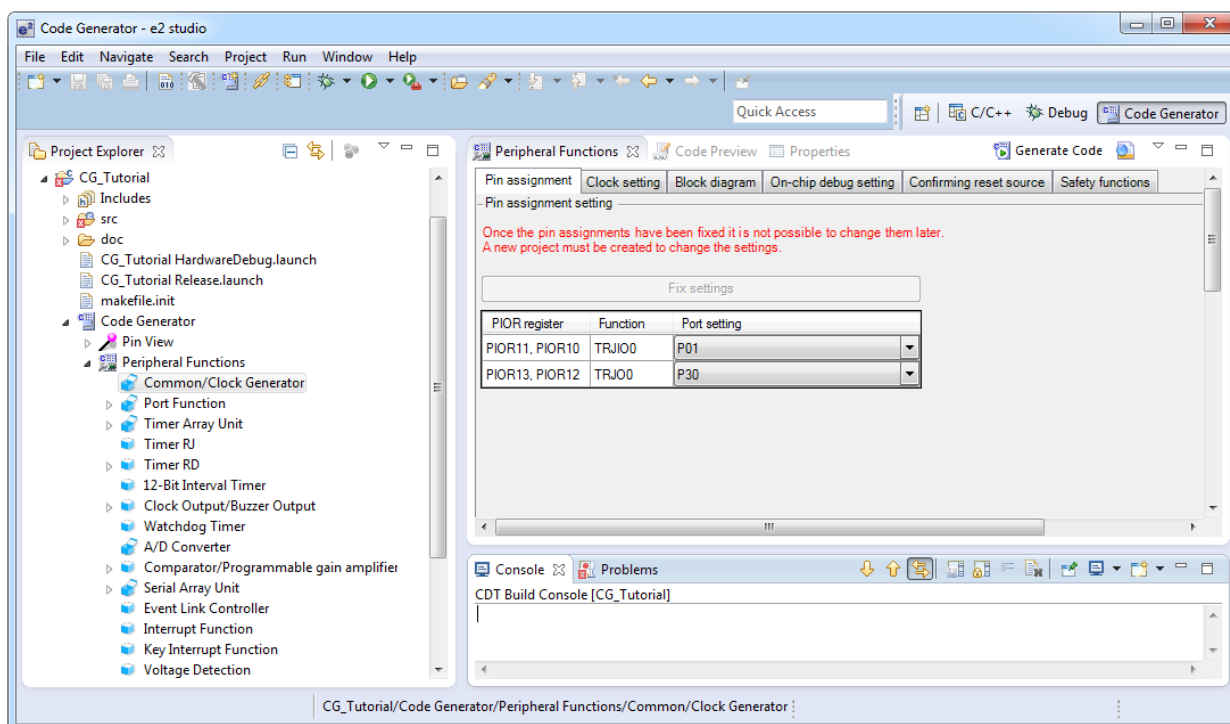 Code Generator - e2 studio
File Edit Navigate Search Project Run Window Help
Quick Access
C/C++ Debug Code Generator
Project Explorer
CG_Tutorial
Includes
src
doc
CG_Tutorial HardwareDebug.launch
CG_Tutorial Release.launch
makefile.init
Code Generator
Pin View
Peripheral Functions
Common/Clock Generator
Port Function
Timer Array Unit
Timer RJ
Timer RD
12-Bit Interval Timer
Clock Output/Buzzer Output
Watchdog Timer
A/D Converter
Comparator/Programmable gain amplifier
Serial Array Unit
Event Link Controller
Interrupt Function
Key Interrupt Function
Voltage Detection
Peripheral Functions Code Preview Properties Generate Code
Pin assignment Clock setting Block diagram On-chip debug setting Confirming reset source Safety functions
Pin assignment setting
Once the pin assignments have been fixed it is not possible to change them later.
A new project must be created to change the settings.
Fix settings
PIOR register Function Port setting
PIOR11, PIOR10 TRJIO0 P01
PIOR13, PIOR12 TRJO0 P30
Console Problems
CDT Build Console [CG_Tutorial]
CG_Tutorial/Code Generator/Peripheral Functions/Common/Clock Generator